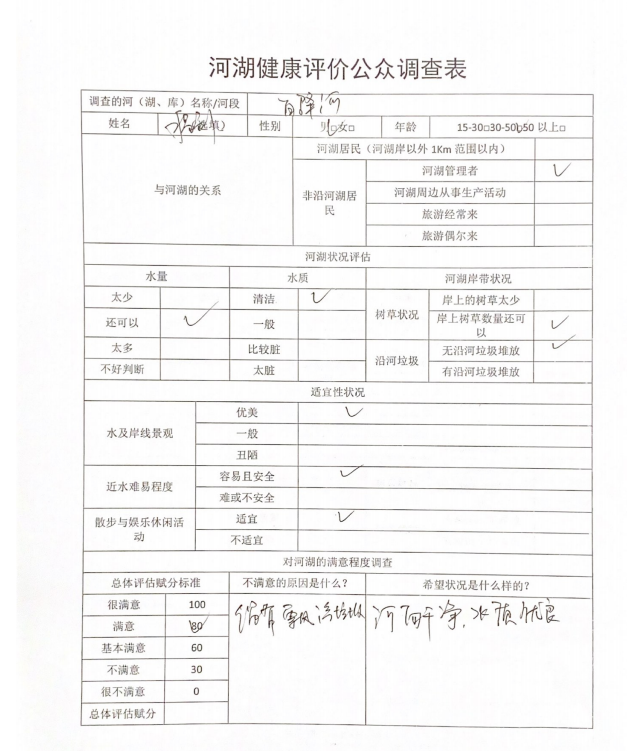 河湖健康评价公众调查表
调查的河（湖、库）名称/河段 百降河
姓名 选填） 性别 男□女□ 年龄 15-30□30-50□50 以上□
与河湖的关系
河湖居民（河湖岸以外 1Km 范围以内）
非沿河湖居民
河湖管理者 ✓
河湖周边从事生产活动
旅游经常来
旅游偶尔来
河湖状况评估
水量 水质 河湖岸带状况
太少
还可以 ✓
太多
不好判断
清洁 ✓
一般
比较脏
太脏
树草状况
岸上的树草太少
岸上树草数量还可以 ✓
沿河垃圾
无沿河垃圾堆放 ✓
有沿河垃圾堆放
适宜性状况
水及岸线景观
优美 ✓
一般
丑陋
近水难易程度
容易且安全 ✓
难或不安全
散步与娱乐休闲活动
适宜 ✓
不适宜
对河湖的满意程度调查
总体评估赋分标准 不满意的原因是什么？ 希望状况是什么样的？
很满意 100
满意 80 ✓
基本满意 60
不满意 30
很不满意 0
总体评估赋分
偶有 垃圾
河面干净，水质优良